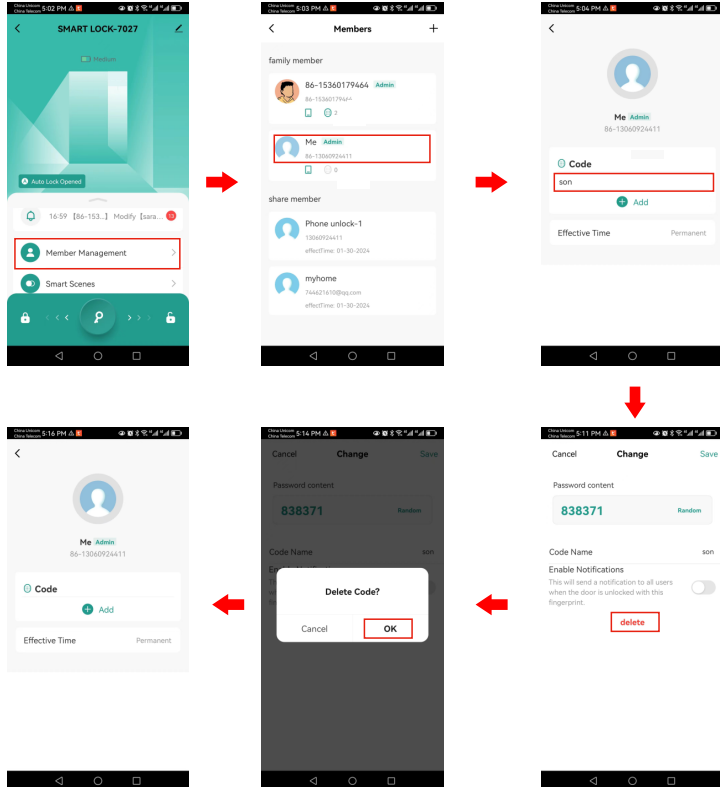 China Unicom
China Telecom 5:02 PM
SMART LOCK-7027
Medium
Auto Lock Opened
16:59 【86-153...】 Modify【sara... 13
Member Management
Smart Scenes
China Unicom
China Telecom 5:03 PM
Members
family member
86-15360179464 Admin
86-15360179464
2
Me Admin
86-13060924411
0
share member
Phone unlock-1
13060924411
effectTime: 01-30-2024
myhome
744621610@qq.com
effectTime: 01-30-2024
China Unicom
China Telecom 5:04 PM
Me Admin
86-13060924411
Code
son
Add
Effective Time Permanent
China Unicom
China Telecom 5:11 PM
Cancel Change Save
Password content
838371 Random
Code Name son
Enable Notifications
This will send a notification to all users
when the door is unlocked with this
fingerprint.
delete
China Unicom
China Telecom 5:14 PM
Cancel Change Save
Password content
838371 Random
Code Name son
Delete Code?
Cancel OK
China Unicom
China Telecom 5:16 PM
Me Admin
86-13060924411
Code
Add
Effective Time Permanent